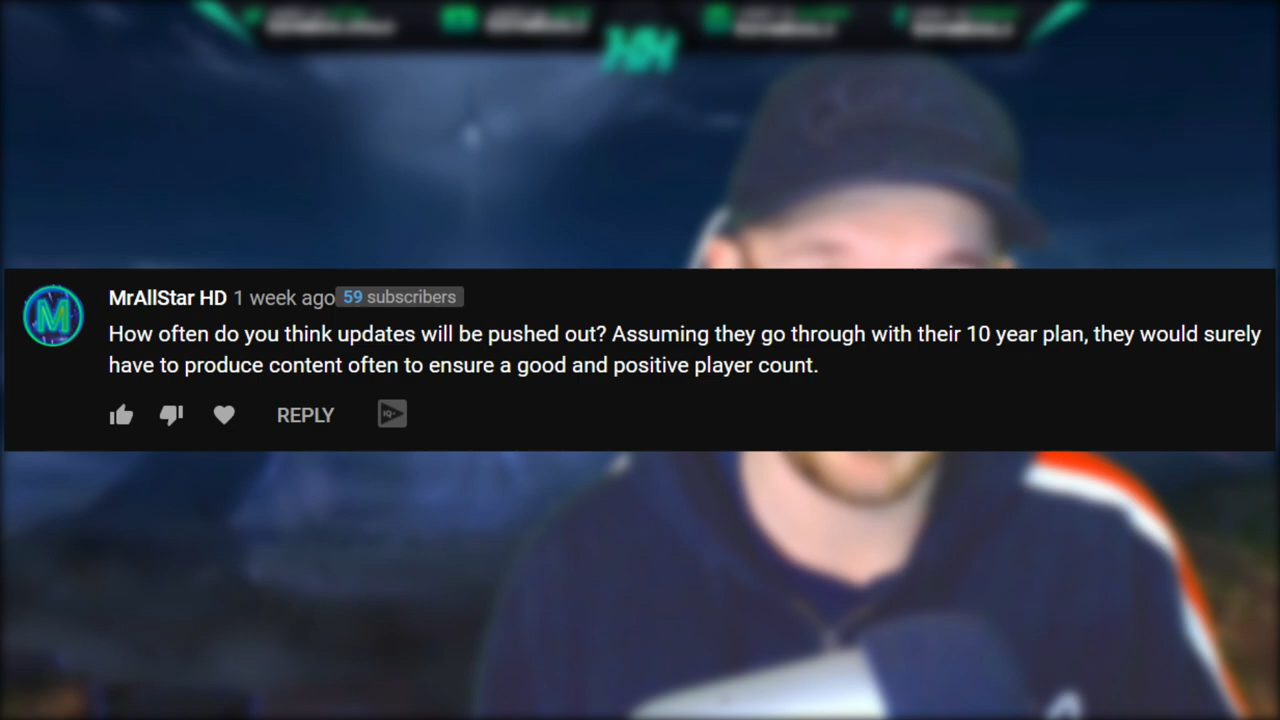 HH
MrAllStar HD 1 week ago 59 subscribers
How often do you think updates will be pushed out? Assuming they go through with their 10 year plan, they would surely
have to produce content often to ensure a good and positive player count.
REPLY